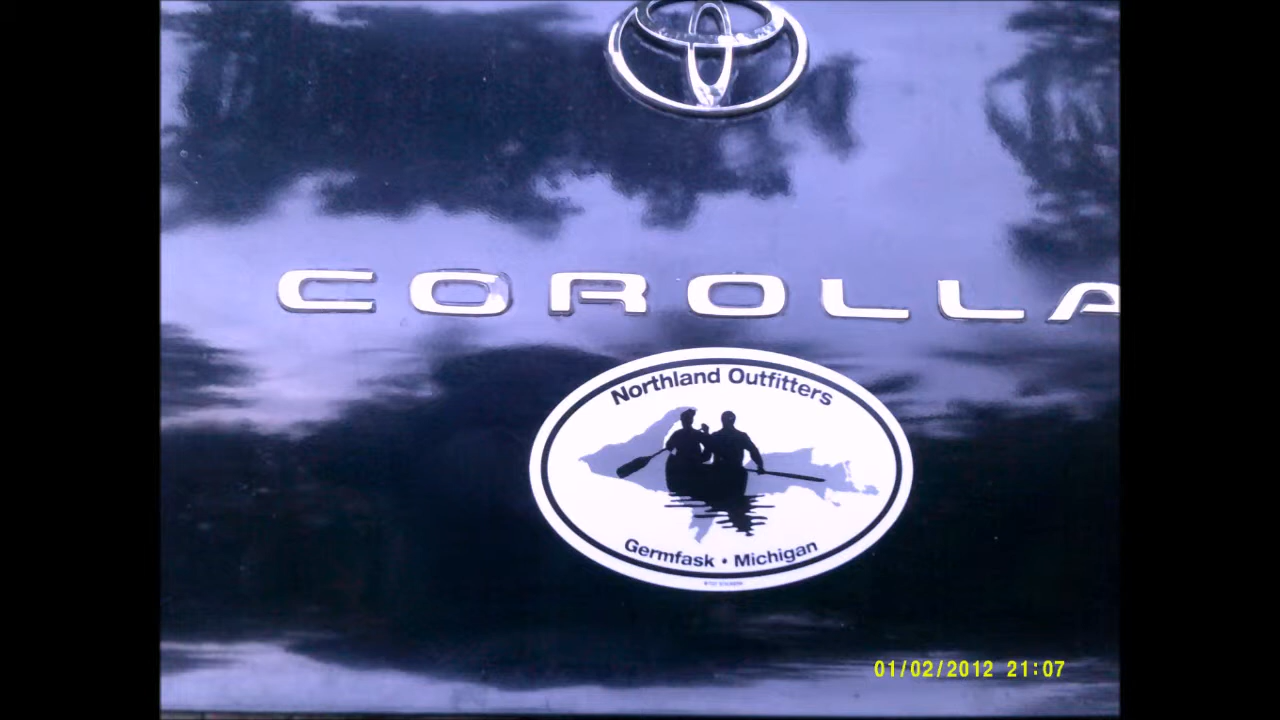 COROLLA
Northland Outfitters
Germfask • Michigan
01/02/2012 21:07